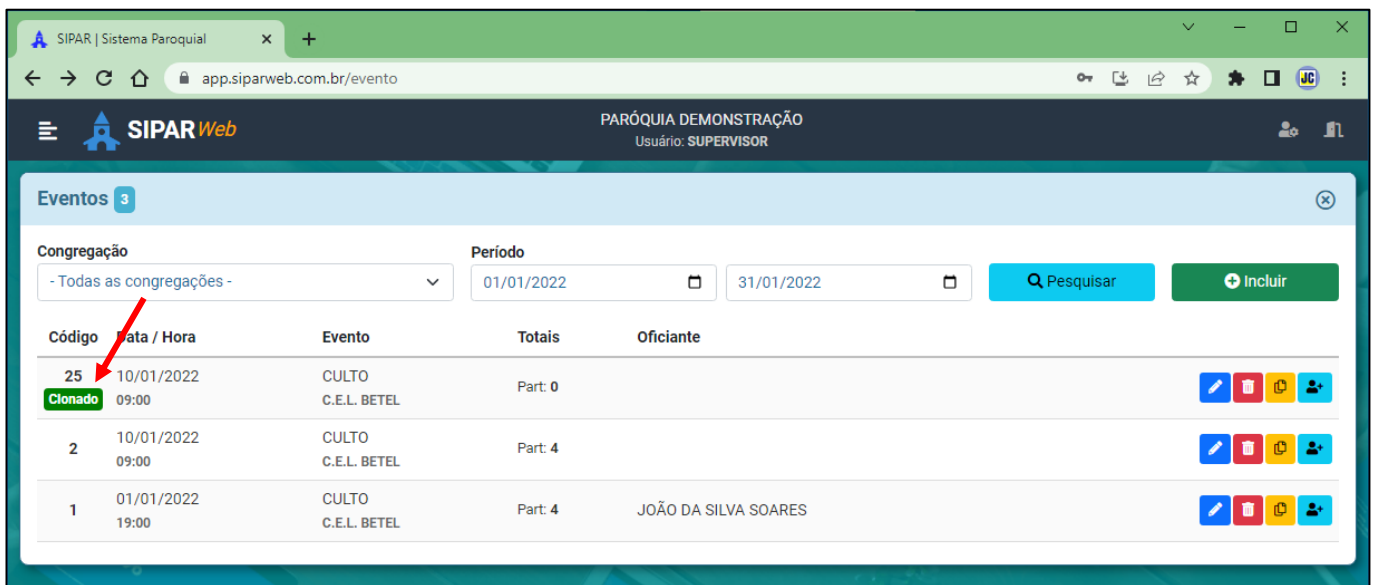 SIPAR | Sistema Paroquial
app.siparweb.com.br/evento
JC
SIPAR Web
PARÓQUIA DEMONSTRAÇÃO
Usuário: SUPERVISOR
Eventos 3
Congregação Período
- Todas as congregações - 01/01/2022 31/01/2022 Pesquisar Incluir
Código Data / Hora Evento Totais Oficiante
25 10/01/2022 CULTO Part: 0
Clonado 09:00 C.E.L. BETEL
2 10/01/2022 CULTO Part: 4
09:00 C.E.L. BETEL
1 01/01/2022 CULTO Part: 4 JOÃO DA SILVA SOARES
19:00 C.E.L. BETEL